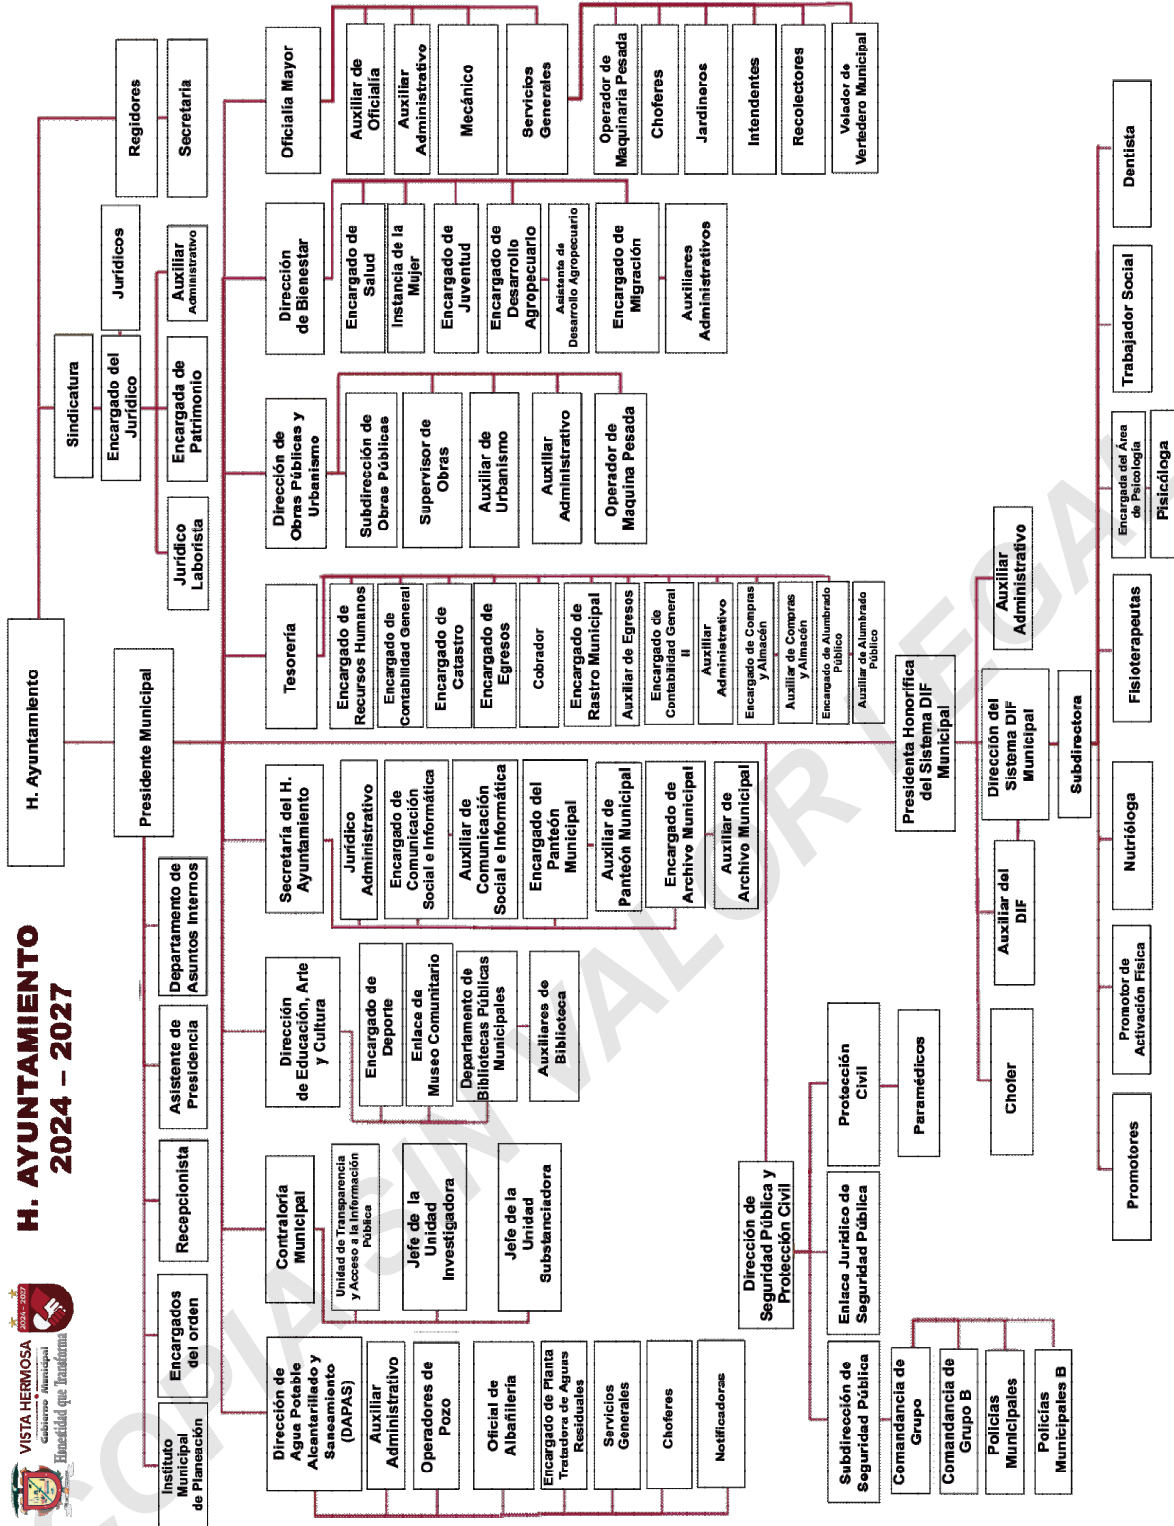 VISTA HERMOSA
Gobierno Municipal
Honestidad que Transforma
2024 - 2027
H. AYUNTAMIENTO
2024 – 2027
H. Ayuntamiento
Regidores
Secretaria
Sindicatura
Encargado del
Jurídico
Jurídicos
Jurídico
Laborista
Encargada de
Patrimonio
Auxiliar
Administrativo
Presidente Municipal
Instituto
Municipal
de Planeación
Encargados
del orden
Recepcionista
Asistente de
Presidencia
Departamento de
Asuntos Internos
Dirección de
Agua Potable
Alcantarillado y
Saneamiento
(DAPAS)
Auxiliar
Administrativo
Operadores de
Pozo
Oficial de
Albañilería
Encargado de Planta
Tratadora de Aguas
Residuales
Servicios
Generales
Choferes
Notificadoras
Contraloría
Municipal
Unidad de Transparencia
y Acceso a la Información
Pública
Jefe de la
Unidad
Investigadora
Jefe de la
Unidad
Substanciadora
Dirección
de Educación, Arte
y Cultura
Encargado de
Deporte
Enlace de
Museo Comunitario
Departamento de
Bibliotecas Públicas
Municipales
Auxiliares de
Biblioteca
Secretaría del H.
Ayuntamiento
Jurídico
Administrativo
Encargado de
Comunicación
Social e Informática
Auxiliar de
Comunicación
Social e Informática
Encargado del
Panteón
Municipal
Auxiliar de
Panteón Municipal
Encargado de
Archivo Municipal
Auxiliar de
Archivo Municipal
Tesorería
Encargado de
Recursos Humanos
Encargado de
Contabilidad General
Encargado de
Catastro
Encargado de
Egresos
Cobrador
Encargado de
Rastro Municipal
Auxiliar de Egresos
Encargado de
Contabilidad General
II
Auxiliar
Administrativo
Encargado de Compras
y Almacén
Auxiliar de Compras
y Almacén
Encargado de Alumbrado
Público
Auxiliar de Alumbrado
Público
Dirección de
Obras Públicas y
Urbanismo
Subdirección de
Obras Públicas
Supervisor de
Obras
Auxiliar de
Urbanismo
Auxiliar
Administrativo
Operador de
Maquina Pesada
Dirección
de Bienestar
Encargado de
Salud
Instancia de la
Mujer
Encargado de
Juventud
Encargado de
Desarrollo
Agropecuario
Asistente de
Desarrollo Agropecuario
Encargado de
Migración
Auxiliares
Administrativos
Oficialía Mayor
Auxiliar de
Oficialía
Auxiliar
Administrativo
Mecánico
Servicios
Generales
Operador de
Maquinaria Pesada
Choferes
Jardineros
Intendentes
Recolectores
Velador de
Vertedero Municipal
Dirección de
Seguridad Pública y
Protección Civil
Subdirección de
Seguridad Pública
Enlace Juridico de
Seguridad Pública
Protección
Civil
Comandancia de
Grupo
Comandancia de
Grupo B
Policías
Municipales
Policías
Municipales B
Paramédicos
Presidenta Honorífica
del Sistema DIF
Municipal
Chofer
Auxiliar del
DIF
Dirección del
Sistema DIF
Municipal
Auxiliar
Administrativo
Subdirectora
Promotores
Promotor de
Activación Física
Nutrióloga
Fisioterapeutas
Encargada del Área
de Psicología
Pisicóloga
Trabajador Social
Dentista
COPIA SIN VALOR LEGAL